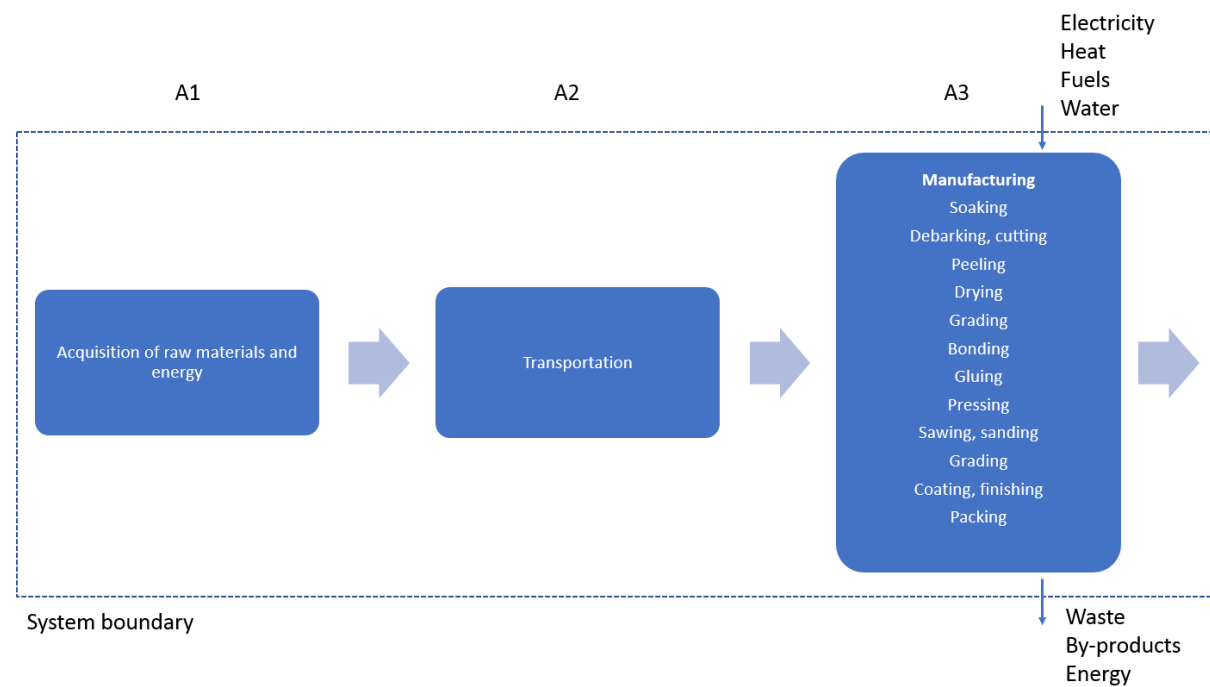 Electricity
Heat
Fuels
Water
A1
A2
A3
Manufacturing
Soaking
Debarking, cutting
Peeling
Drying
Grading
Bonding
Gluing
Pressing
Sawing, sanding
Grading
Coating, finishing
Packing
Acquisition of raw materials and
energy
Transportation
System boundary
Waste
By-products
Energy